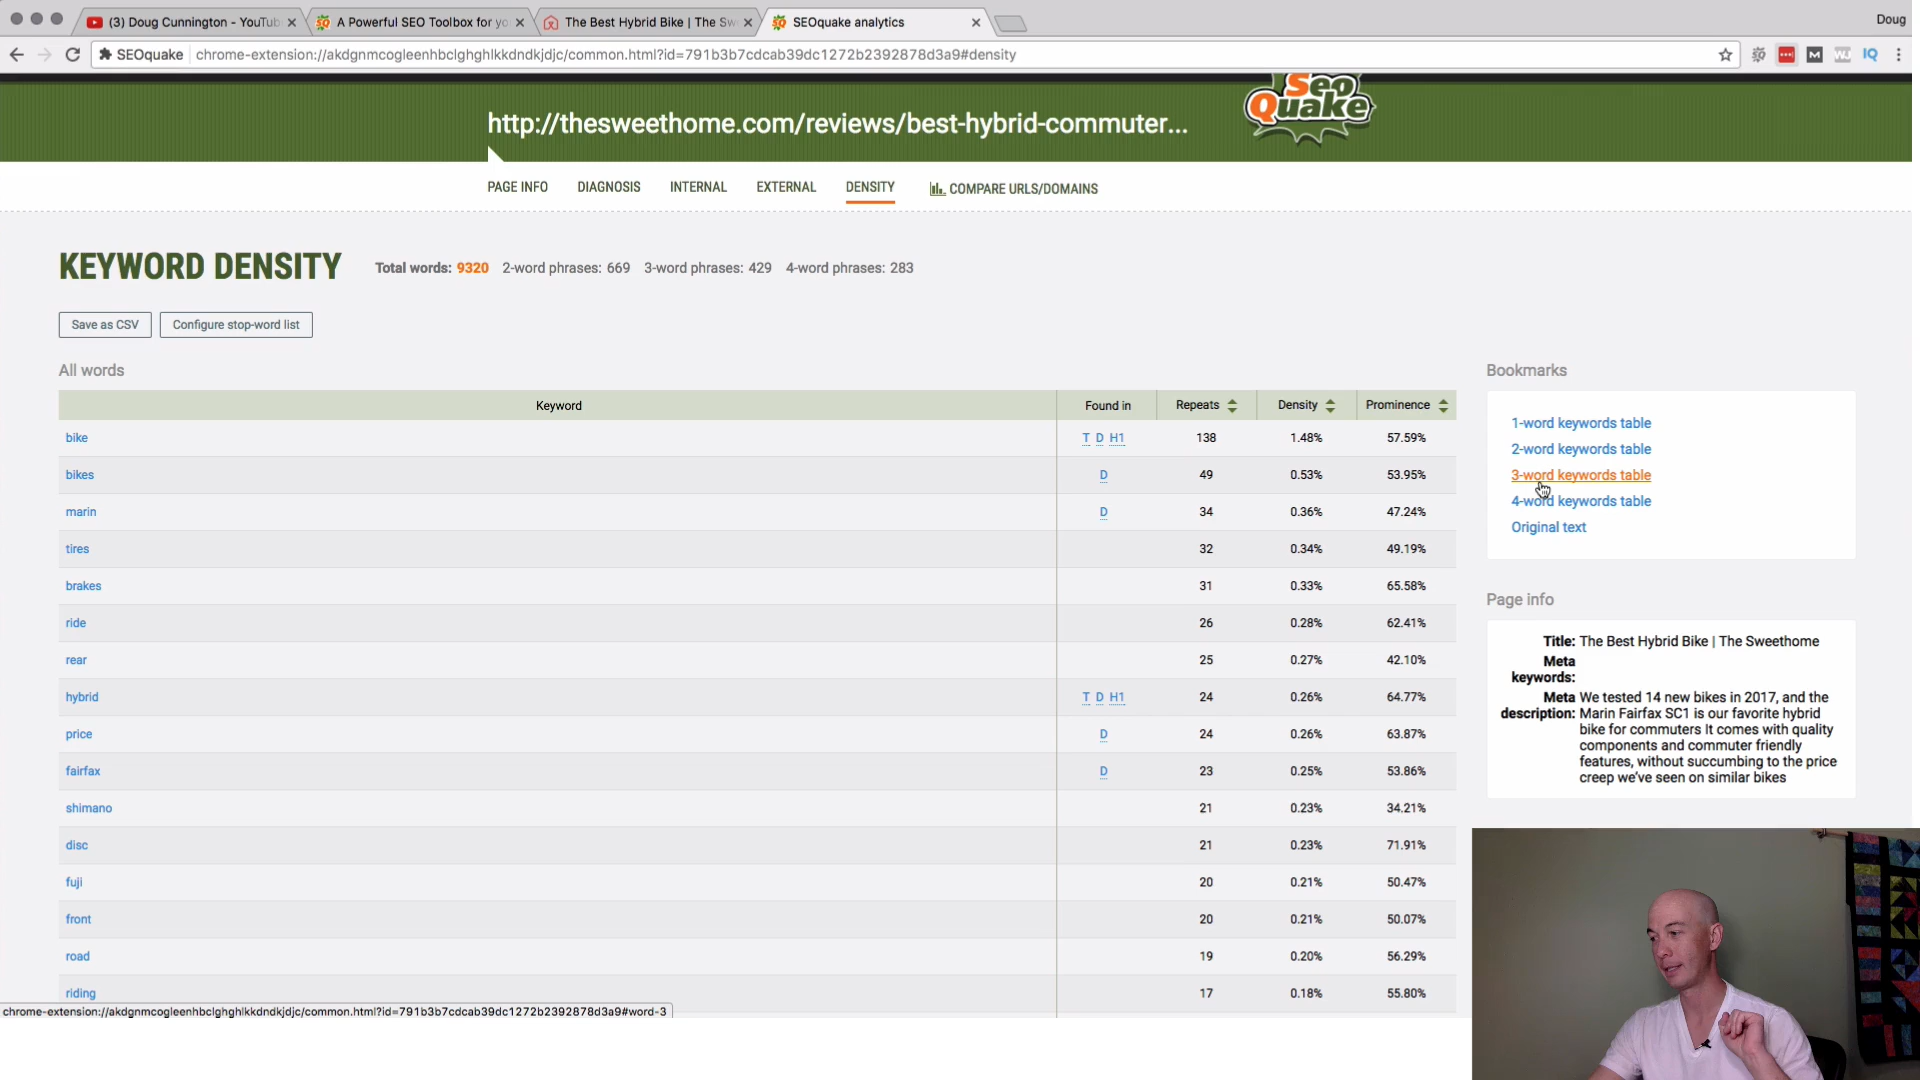 (3) Doug Cunnington - YouTub
A Powerful SEO Toolbox for yo
The Best Hybrid Bike | The Sw
SEOquake analytics
Doug
SEOquake
chrome-extension://akdgnmcogleenhbclghghlkkdndkjdjc/common.html?id=791b3b7cdcab39dc1272b2392878d3a9#density
http://thesweethome.com/reviews/best-hybrid-commuter...
Seo
Quake
PAGE INFO
DIAGNOSIS
INTERNAL
EXTERNAL
DENSITY
COMPARE URLS/DOMAINS
KEYWORD DENSITY
Total words: 9320 2-word phrases: 669 3-word phrases: 429 4-word phrases: 283
Save as CSV
Configure stop-word list
All words
Keyword Found in Repeats Density Prominence
bike T D H1 138 1.48% 57.59%
bikes D 49 0.53% 53.95%
marin D 34 0.36% 47.24%
tires 32 0.34% 49.19%
brakes 31 0.33% 65.58%
ride 26 0.28% 62.41%
rear 25 0.27% 42.10%
hybrid T D H1 24 0.26% 64.77%
price D 24 0.26% 63.87%
fairfax D 23 0.25% 53.86%
shimano 21 0.23% 34.21%
disc 21 0.23% 71.91%
fuji 20 0.21% 50.47%
front 20 0.21% 50.07%
road 19 0.20% 56.29%
riding 17 0.18% 55.80%
Bookmarks
1-word keywords table
2-word keywords table
3-word keywords table
4-word keywords table
Original text
Page info
Title: The Best Hybrid Bike | The Sweethome
Meta
keywords:
Meta We tested 14 new bikes in 2017, and the
description: Marin Fairfax SC1 is our favorite hybrid
bike for commuters It comes with quality
components and commuter friendly
features, without succumbing to the price
creep we've seen on similar bikes
chrome-extension://akdgnmcogleenhbclghghlkkdndkjdjc/common.html?id=791b3b7cdcab39dc1272b2392878d3a9#word-3